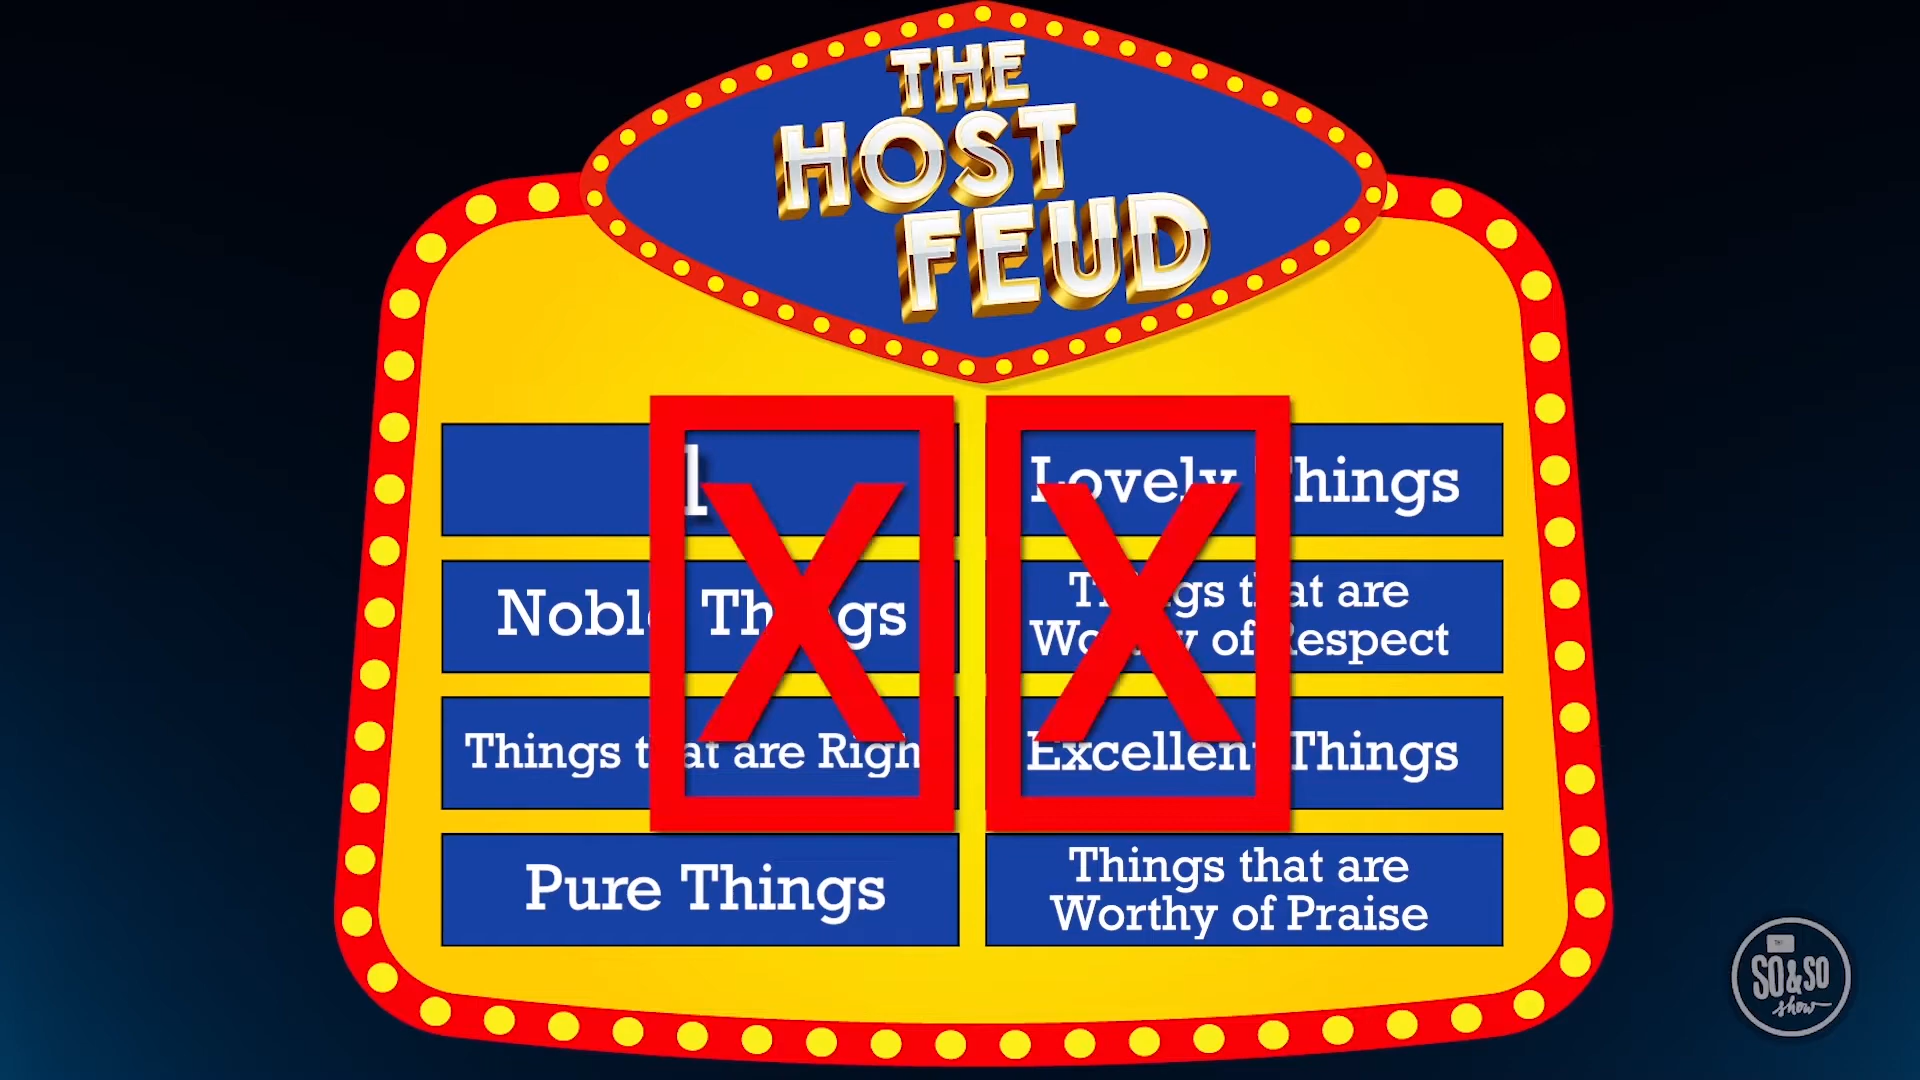 THE
HOST
FEUD
1
Lovely Things
Noble Things
Things that are
Worthy of Respect
Things that are Right
Excellent Things
Pure Things
Things that are
Worthy of Praise
X
X
SO & SO
show